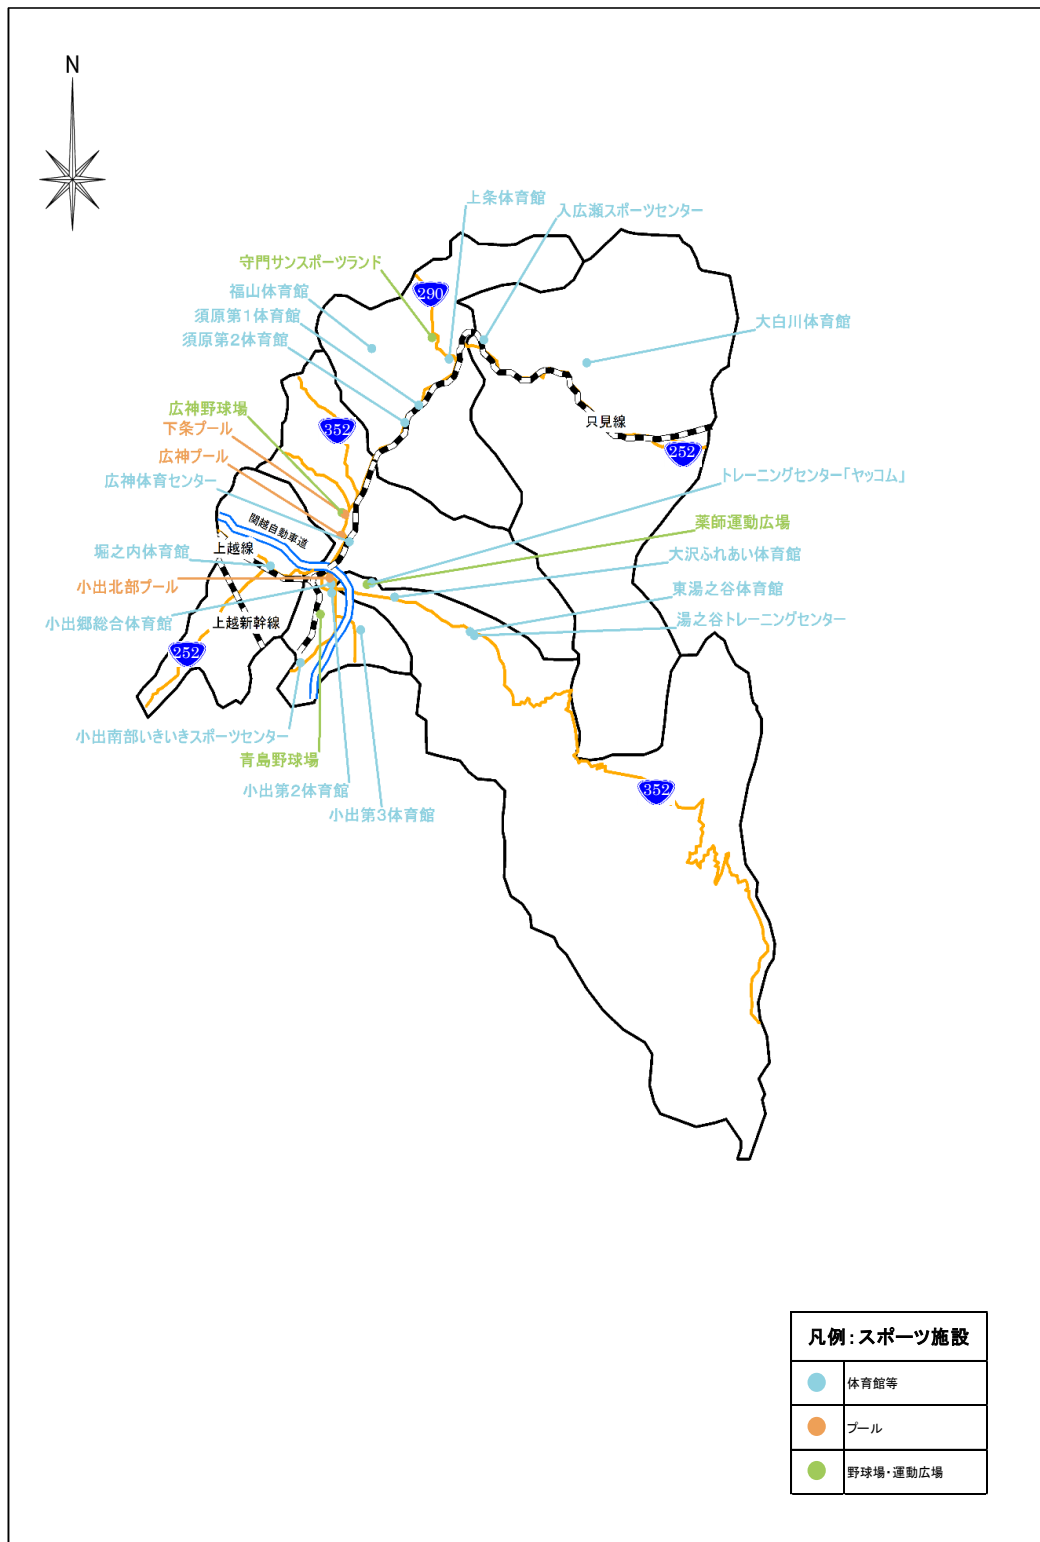 N
上条体育館
入広瀬スポーツセンター
守門サンスポーツランド
290
福山体育館
須原第1体育館
大白川体育館
須原第2体育館
広神野球場
只見線
下条プール
352
252
広神プール
トレーニングセンター「ヤッコム」
広神体育センター
関越自動車道
薬師運動広場
上越線
堀之内体育館
大沢ふれあい体育館
小出北部プール
東湯之谷体育館
小出郷総合体育館
上越新幹線
湯之谷トレーニングセンター
252
小出南部いきいきスポーツセンター
青島野球場
小出第2体育館
352
小出第3体育館
凡例：スポーツ施設
体育館等
プール
野球場・運動広場